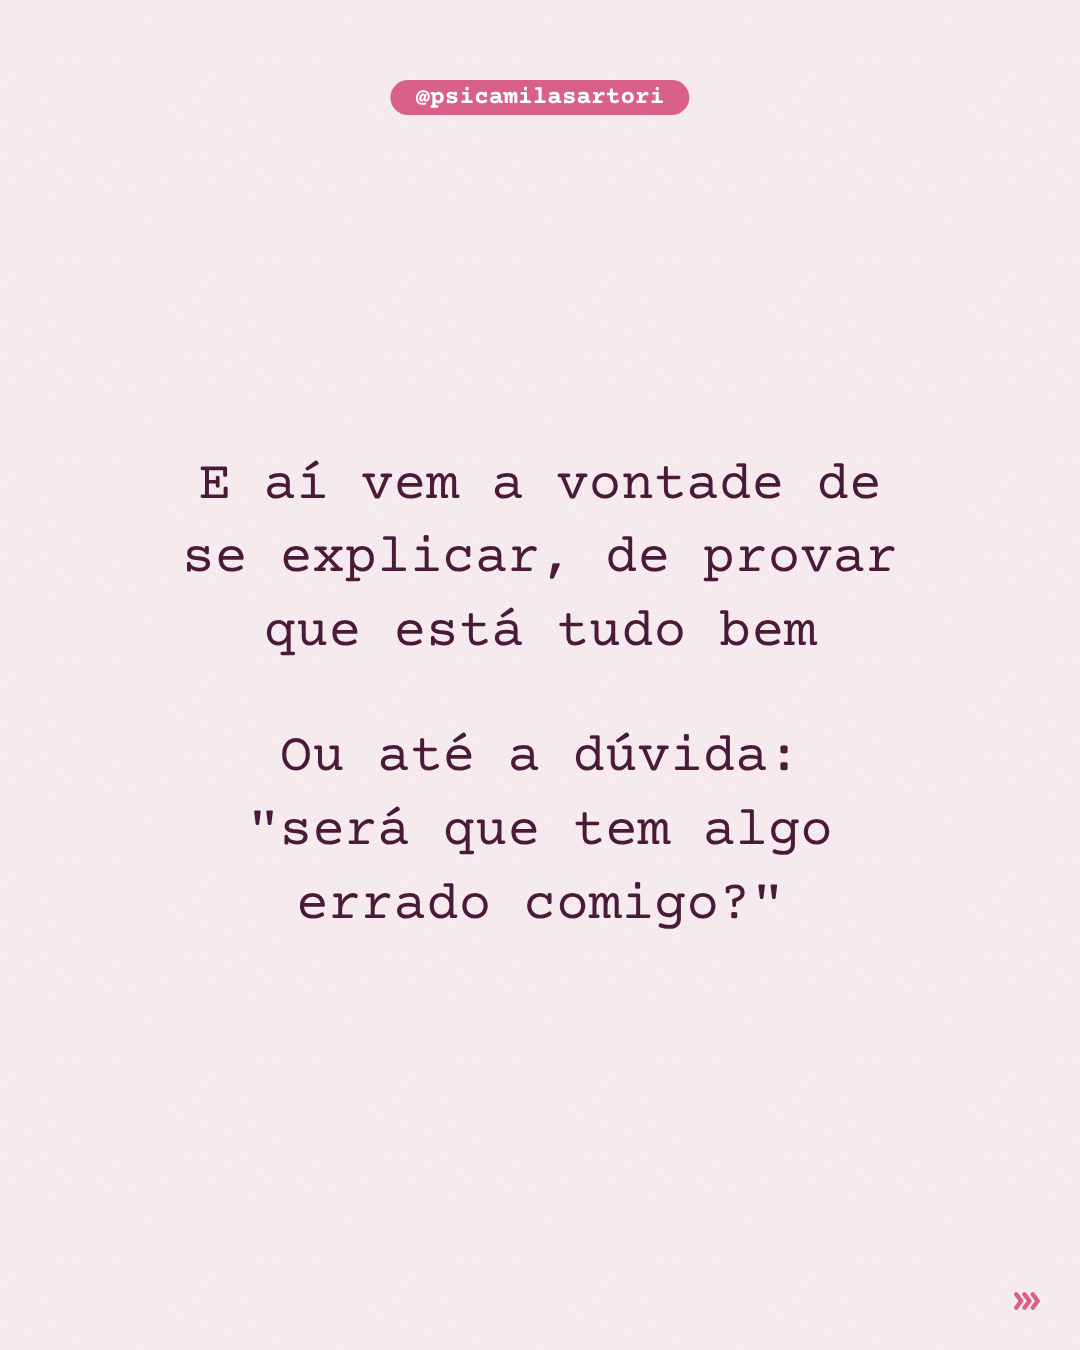 @psicamilasartori
E aí vem a vontade de
se explicar, de provar
que está tudo bem
Ou até a dúvida:
"será que tem algo
errado comigo?"